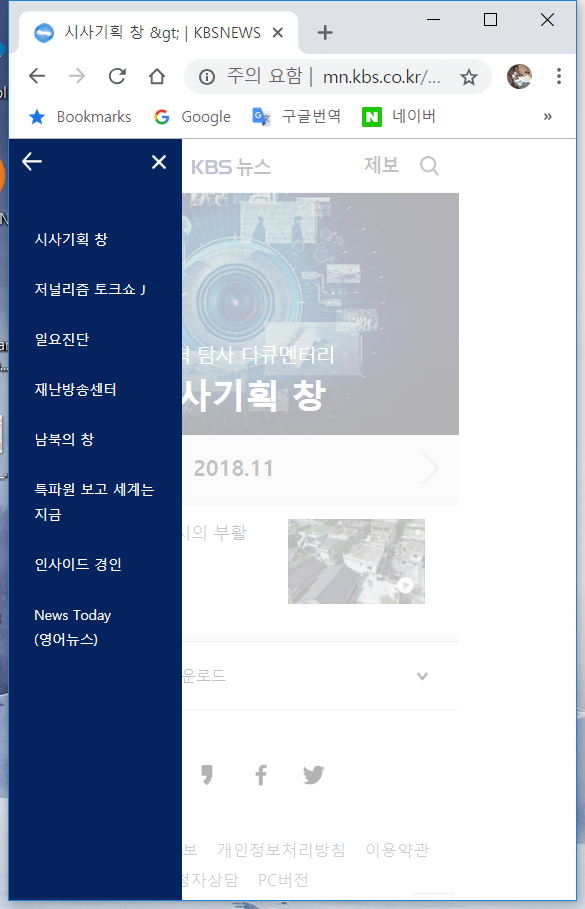 시사기획 창 &gt; | KBSNEWS
주의 요함 | mn.kbs.co.kr/...
Bookmarks Google 구글번역 N 네이버 »
KBS 뉴스 제보
시사기획 창
저널리즘 토크쇼 J
일요진단
재난방송센터
남북의 창
특파원 보고 세계는
지금
인사이드 경인
News Today
(영어뉴스)
탐사 다큐멘터리
사기획 창
2018.11
시의 부활
운로드
보 개인정보처리방침 이용약관
정자상담 PC버전